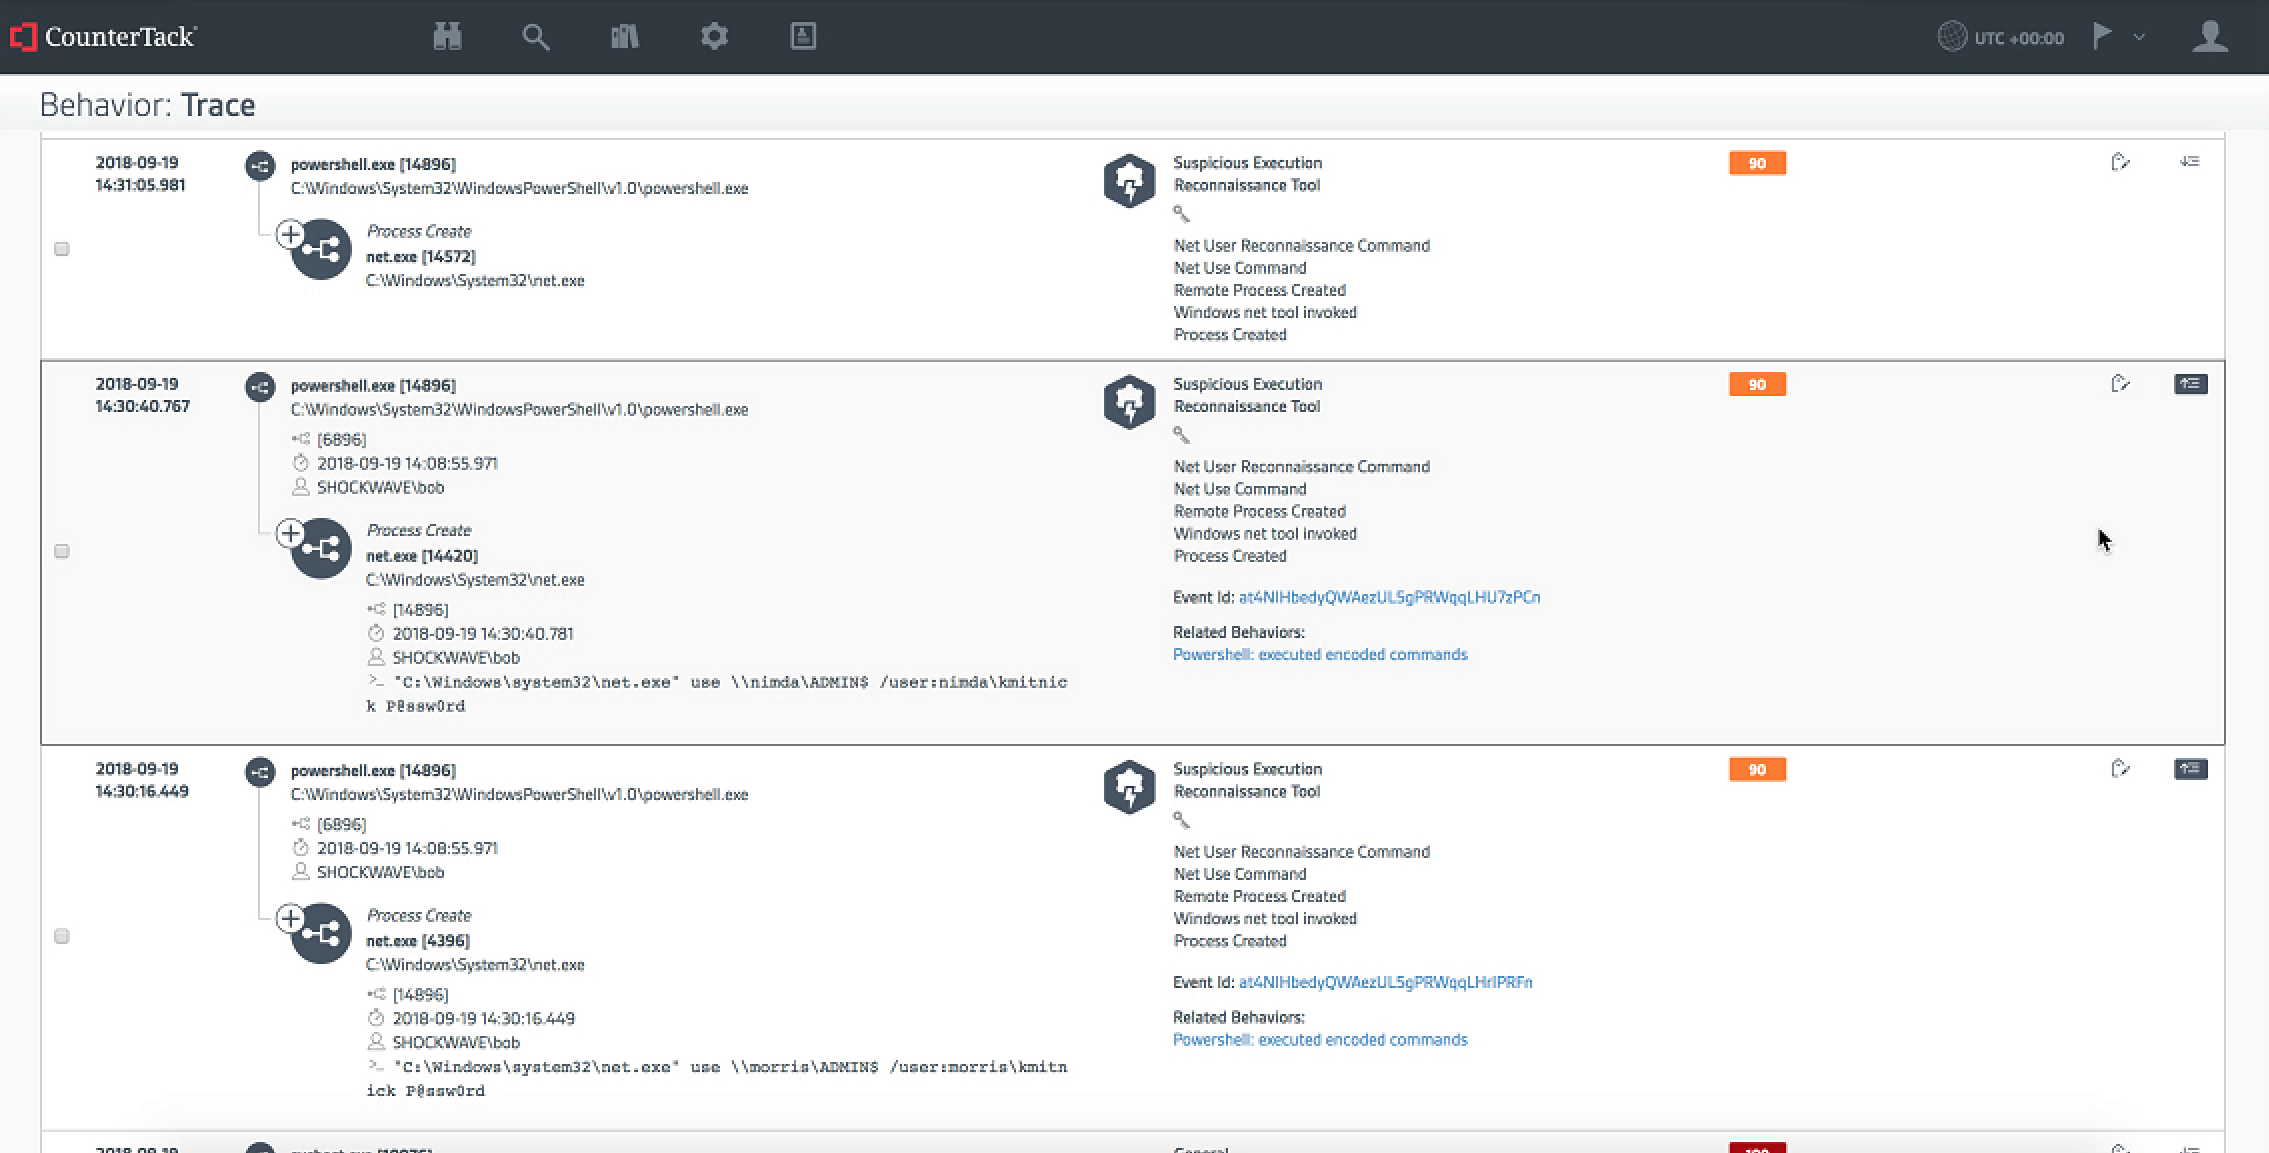 CounterTack
UTC +00:00
Behavior: Trace
2018-09-19
14:31:05.981
powershell.exe [14896]
C:\Windows\System32\WindowsPowerShell\v1.0\powershell.exe
Process Create
net.exe [14572]
C:\Windows\System32\net.exe
Suspicious Execution
Reconnaissance Tool
Net User Reconnaissance Command
Net Use Command
Remote Process Created
Windows net tool invoked
Process Created
90
2018-09-19
14:30:40.767
powershell.exe [14896]
C:\Windows\System32\WindowsPowerShell\v1.0\powershell.exe
[6896]
2018-09-19 14:08:55.971
SHOCKWAVE\bob
Process Create
net.exe [14420]
C:\Windows\System32\net.exe
[14896]
2018-09-19 14:30:40.781
SHOCKWAVE\bob
>_ "C:\Windows\system32\net.exe" use \\nimda\ADMIN$ /user:nimda\kmitnic
k P@ssw0rd
Suspicious Execution
Reconnaissance Tool
Net User Reconnaissance Command
Net Use Command
Remote Process Created
Windows net tool invoked
Process Created
Event Id: at4NIHbedyQWAezUL5gPRWqqLHU7zPCn
Related Behaviors:
Powershell: executed encoded commands
90
2018-09-19
14:30:16.449
powershell.exe [14896]
C:\Windows\System32\WindowsPowerShell\v1.0\powershell.exe
[6896]
2018-09-19 14:08:55.971
SHOCKWAVE\bob
Process Create
net.exe [4396]
C:\Windows\System32\net.exe
[14896]
2018-09-19 14:30:16.449
SHOCKWAVE\bob
>_ "C:\Windows\system32\net.exe" use \\morris\ADMIN$ /user:morris\kmitn
ick P@ssw0rd
Suspicious Execution
Reconnaissance Tool
Net User Reconnaissance Command
Net Use Command
Remote Process Created
Windows net tool invoked
Process Created
Event Id: at4NIHbedyQWAezUL5gPRWqqLHrIPRFn
Related Behaviors:
Powershell: executed encoded commands
90
2018-09-19
General
100